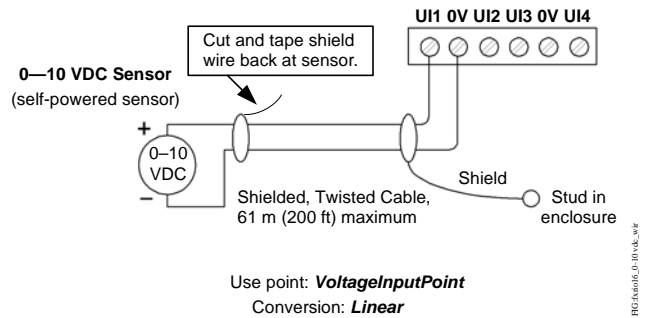 UI1 0V UI2 UI3 0V UI4
Cut and tape shield
wire back at sensor.
0—10 VDC Sensor
(self-powered sensor)
+
0–10
VDC
–
Shielded, Twisted Cable,
61 m (200 ft) maximum
Shield
Stud in
enclosure
Use point: VoltageInputPoint
Conversion: Linear